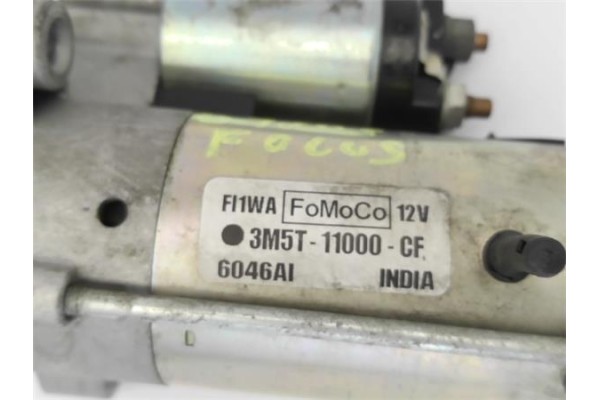 FOCUS
FI1WA FoMoCo 12V
3M5T-11000-CF
6046AI INDIA